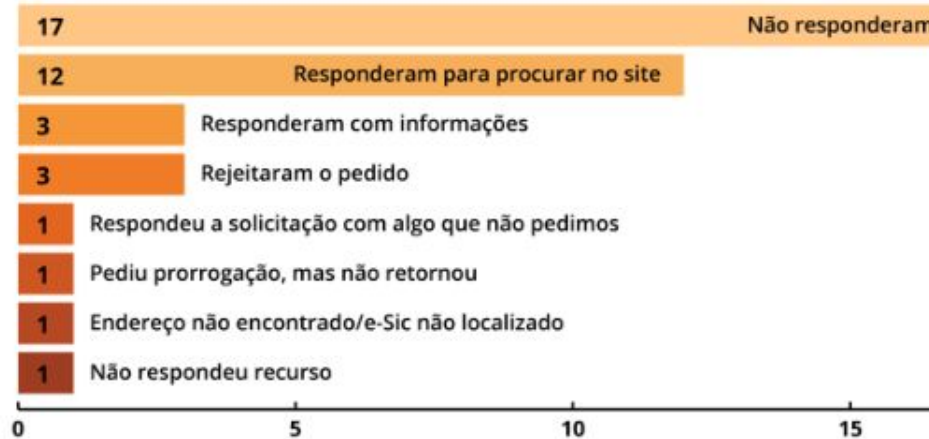 17 Não responderam
12 Responderam para procurar no site
3 Responderam com informações
3 Rejeitaram o pedido
1 Respondeu a solicitação com algo que não pedimos
1 Pediu prorrogação, mas não retornou
1 Endereço não encontrado/e-Sic não localizado
1 Não respondeu recurso
0 5 10 15